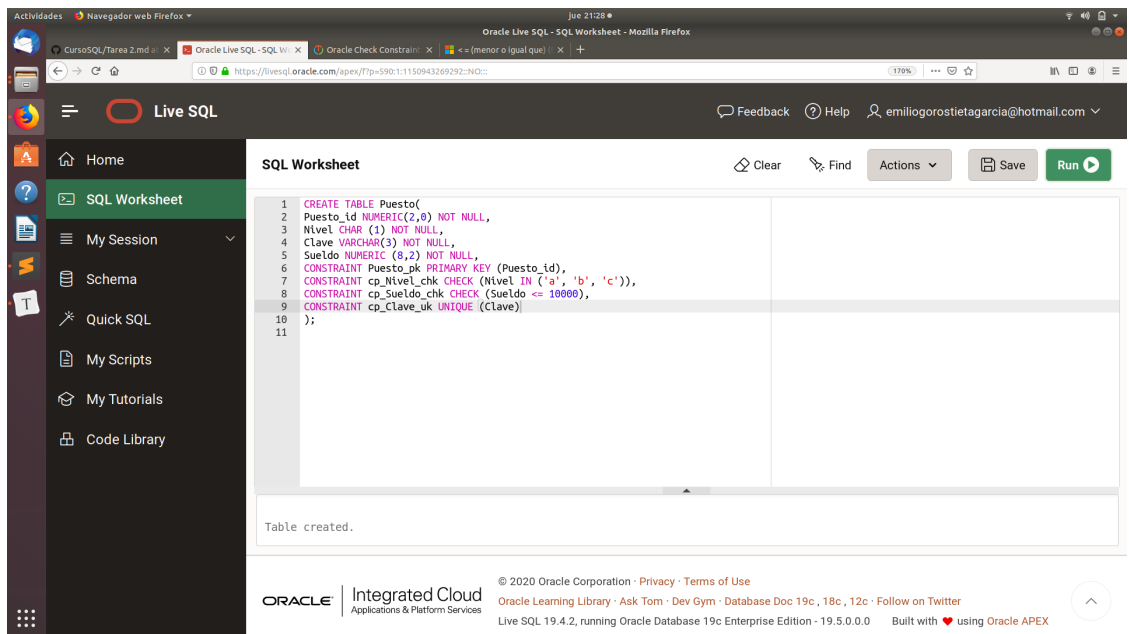 Actividades
Navegador web Firefox
jue 21:28
Oracle Live SQL - SQL Worksheet - Mozilla Firefox
CursoSQL/Tarea 2.md at
Oracle Live SQL - SQL Wo
Oracle Check Constraint
<= (menor o igual que) (
https://livesql.oracle.com/apex/f?p=590:1:1150943269292::NO:::
170%
Live SQL
Feedback
Help
emiliogorostietagarcia@hotmail.com
Home
SQL Worksheet
My Session
Schema
Quick SQL
My Scripts
My Tutorials
Code Library
SQL Worksheet
Clear
Find
Actions
Save
Run
1 CREATE TABLE Puesto(
2 Puesto_id NUMERIC(2,0) NOT NULL,
3 Nivel CHAR (1) NOT NULL,
4 Clave VARCHAR(3) NOT NULL,
5 Sueldo NUMERIC (8,2) NOT NULL,
6 CONSTRAINT Puesto_pk PRIMARY KEY (Puesto_id),
7 CONSTRAINT cp_Nivel_chk CHECK (Nivel IN ('a', 'b', 'c')),
8 CONSTRAINT cp_Sueldo_chk CHECK (Sueldo <= 10000),
9 CONSTRAINT cp_Clave_uk UNIQUE (Clave)
10 );
11
Table created.
ORACLE
Integrated Cloud
Applications & Platform Services
© 2020 Oracle Corporation · Privacy · Terms of Use
Oracle Learning Library · Ask Tom · Dev Gym · Database Doc 19c , 18c , 12c · Follow on Twitter
Live SQL 19.4.2, running Oracle Database 19c Enterprise Edition - 19.5.0.0.0 Built with ❤ using Oracle APEX